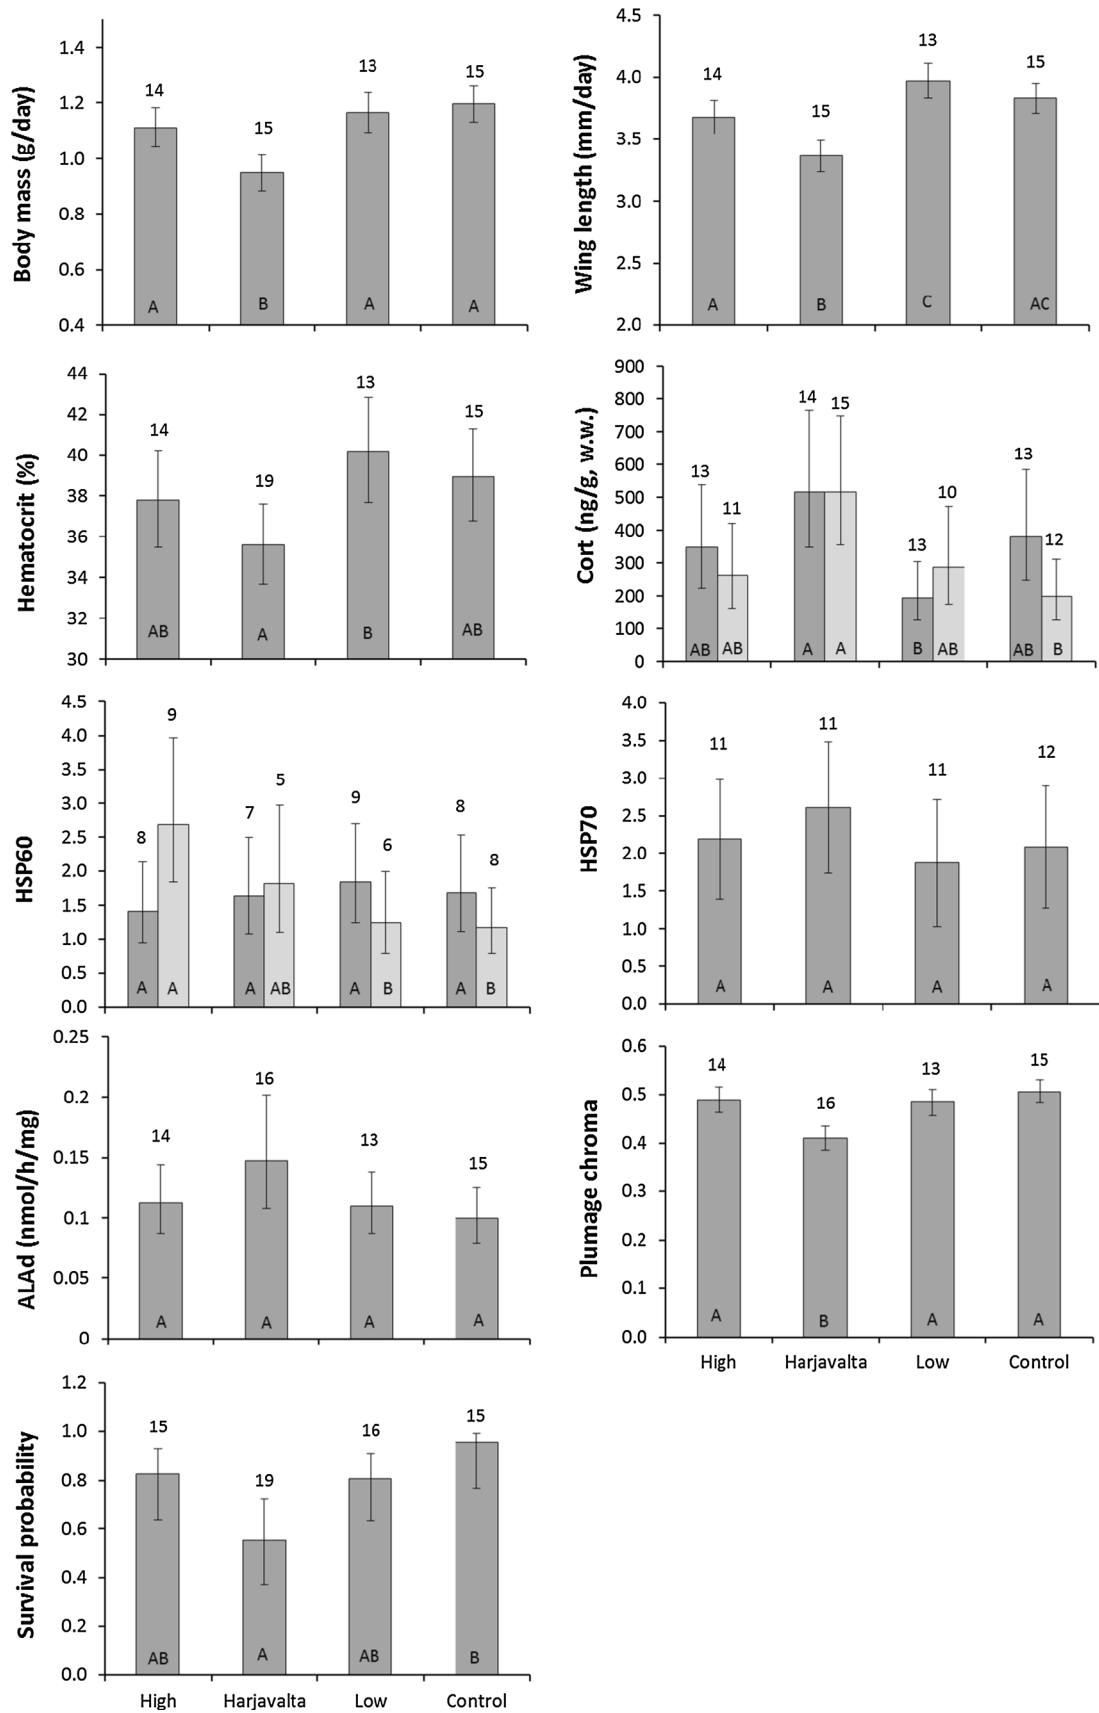 Body mass (g/day)
1.4
1.2
1.0
0.8
0.6
0.4
14
15
13
15
A
B
A
A
Wing length (mm/day)
4.5
4.0
3.5
3.0
2.5
2.0
14
15
13
15
A
B
C
AC
Hematocrit (%)
44
42
40
38
36
34
32
30
14
19
13
15
AB
A
B
AB
Cort (ng/g, w.w.)
900
800
700
600
500
400
300
200
100
0
13
11
14
15
13
10
13
12
AB
AB
A
A
B
AB
AB
B
HSP60
4.5
4.0
3.5
3.0
2.5
2.0
1.5
1.0
0.5
0.0
8
9
7
5
9
6
8
8
A
A
A
AB
A
B
A
B
HSP70
4.0
3.5
3.0
2.5
2.0
1.5
1.0
0.5
0.0
11
11
11
12
A
A
A
A
ALAd (nmol/h/mg)
0.25
0.2
0.15
0.1
0.05
0
14
16
13
15
A
A
A
A
Plumage chroma
0.6
0.5
0.4
0.3
0.2
0.1
0.0
14
16
13
15
A
B
A
A
High Harjavalta Low Control
Survival probability
1.2
1.0
0.8
0.6
0.4
0.2
0.0
15
19
16
15
AB
A
AB
B
High Harjavalta Low Control